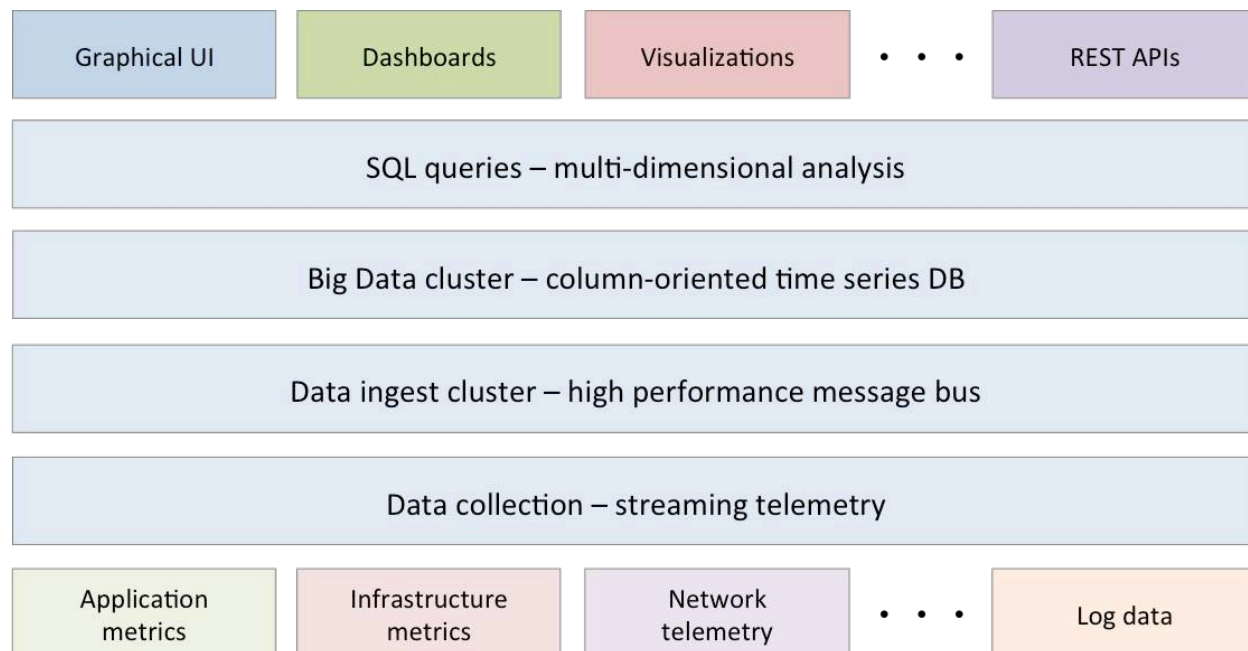 Graphical UI
Dashboards
Visualizations
• • •
REST APIs
SQL queries – multi-dimensional analysis
Big Data cluster – column-oriented time series DB
Data ingest cluster – high performance message bus
Data collection – streaming telemetry
Application
metrics
Infrastructure
metrics
Network
telemetry
• • •
Log data